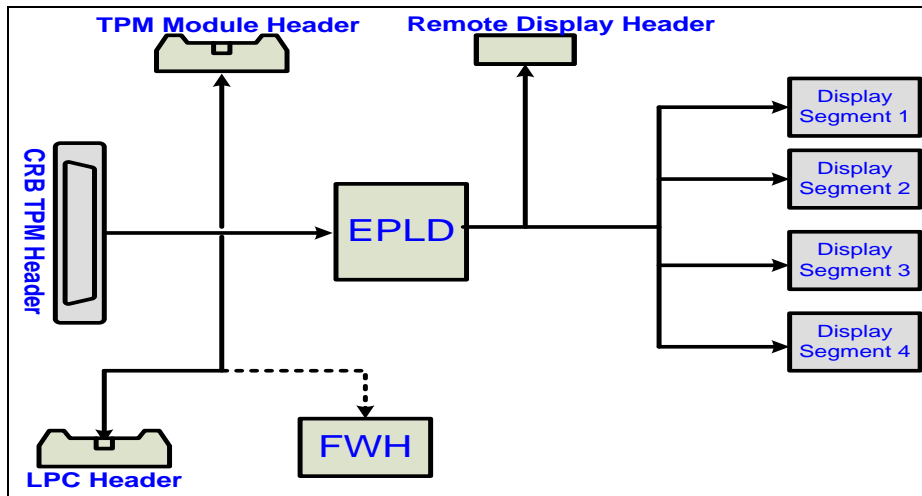 TPM Module Header
Remote Display Header
CRB TPM Header
EPLD
Display
Segment 1
Display
Segment 2
Display
Segment 3
Display
Segment 4
FWH
LPC Header